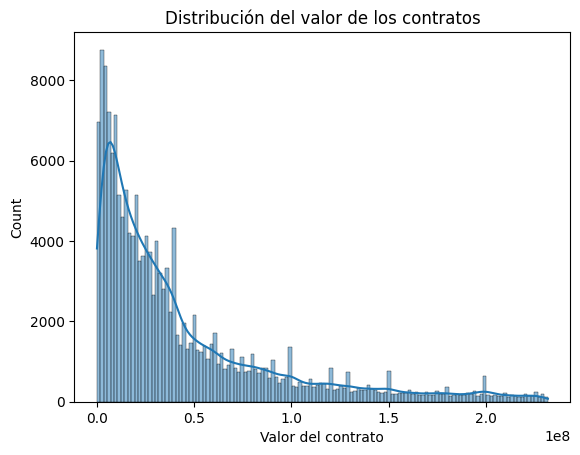 Distribución del valor de los contratos
8000
6000
4000
2000
0
Count
0.0 0.5 1.0 1.5 2.0
1e8
Valor del contrato